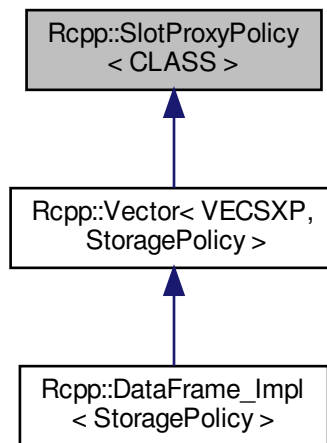 Rcpp::SlotProxyPolicy
< CLASS >
Rcpp::Vector< VECSXP,
StoragePolicy >
Rcpp::DataFrame_Impl
< StoragePolicy >